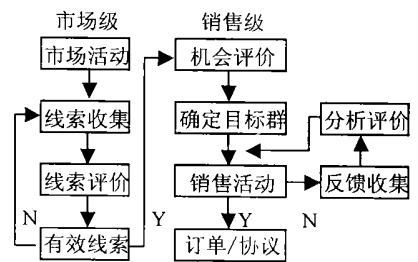 市场级
销售级
市场活动
机会评价
线索收集
确定目标群
分析评价
线索评价
销售活动
反馈收集
N
Y
Y
N
有效线索
订单/协议